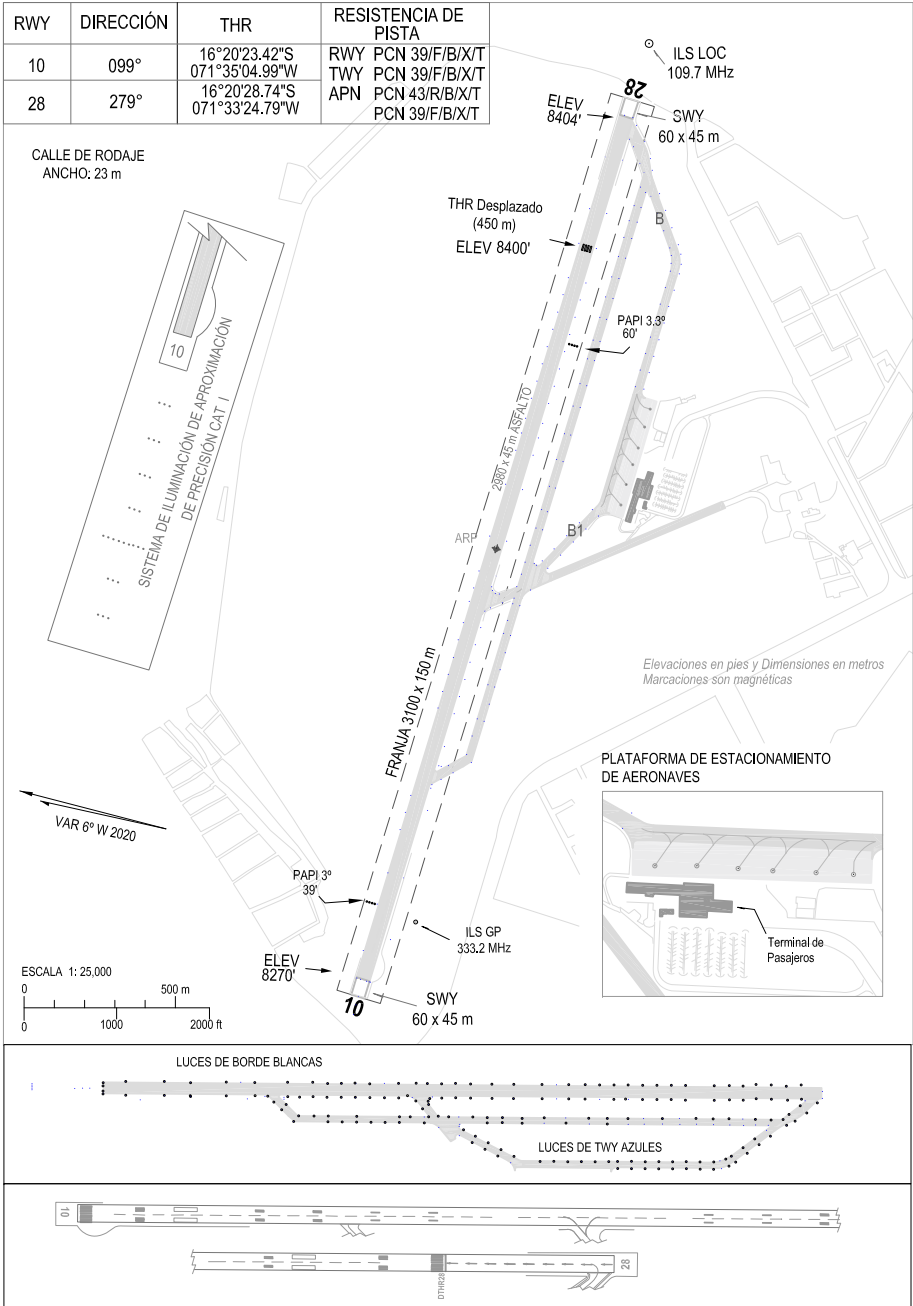 RWY DIRECCIÓN THR RESISTENCIA DE PISTA
10 099° 16°20'23.42"S 071°35'04.99"W
28 279° 16°20'28.74"S 071°33'24.79"W
RWY PCN 39/F/B/X/T
TWY PCN 39/F/B/X/T
APN PCN 43/R/B/X/T
PCN 39/F/B/X/T
ILS LOC
109.7 MHz
28
ELEV
8404'
SWY
60 x 45 m
CALLE DE RODAJE
ANCHO: 23 m
THR Desplazado
(450 m)
ELEV 8400'
B
PAPI 3.3º
60'
10
SISTEMA DE ILUMINACIÓN DE APROXIMACIÓN
DE PRECISIÓN CAT I
2980 x 45 m ASFALTO
ARP
B1
FRANJA 3100 x 150 m
Elevaciones en pies y Dimensiones en metros
Marcaciones son magnéticas
PLATAFORMA DE ESTACIONAMIENTO
DE AERONAVES
Terminal de
Pasajeros
VAR 6º W 2020
PAPI 3º
39'
ILS GP
333.2 MHz
ELEV
8270'
10
SWY
60 x 45 m
ESCALA 1: 25,000
0 500 m
0 1000 2000 ft
LUCES DE BORDE BLANCAS
LUCES DE TWY AZULES
10
DTHR28
28